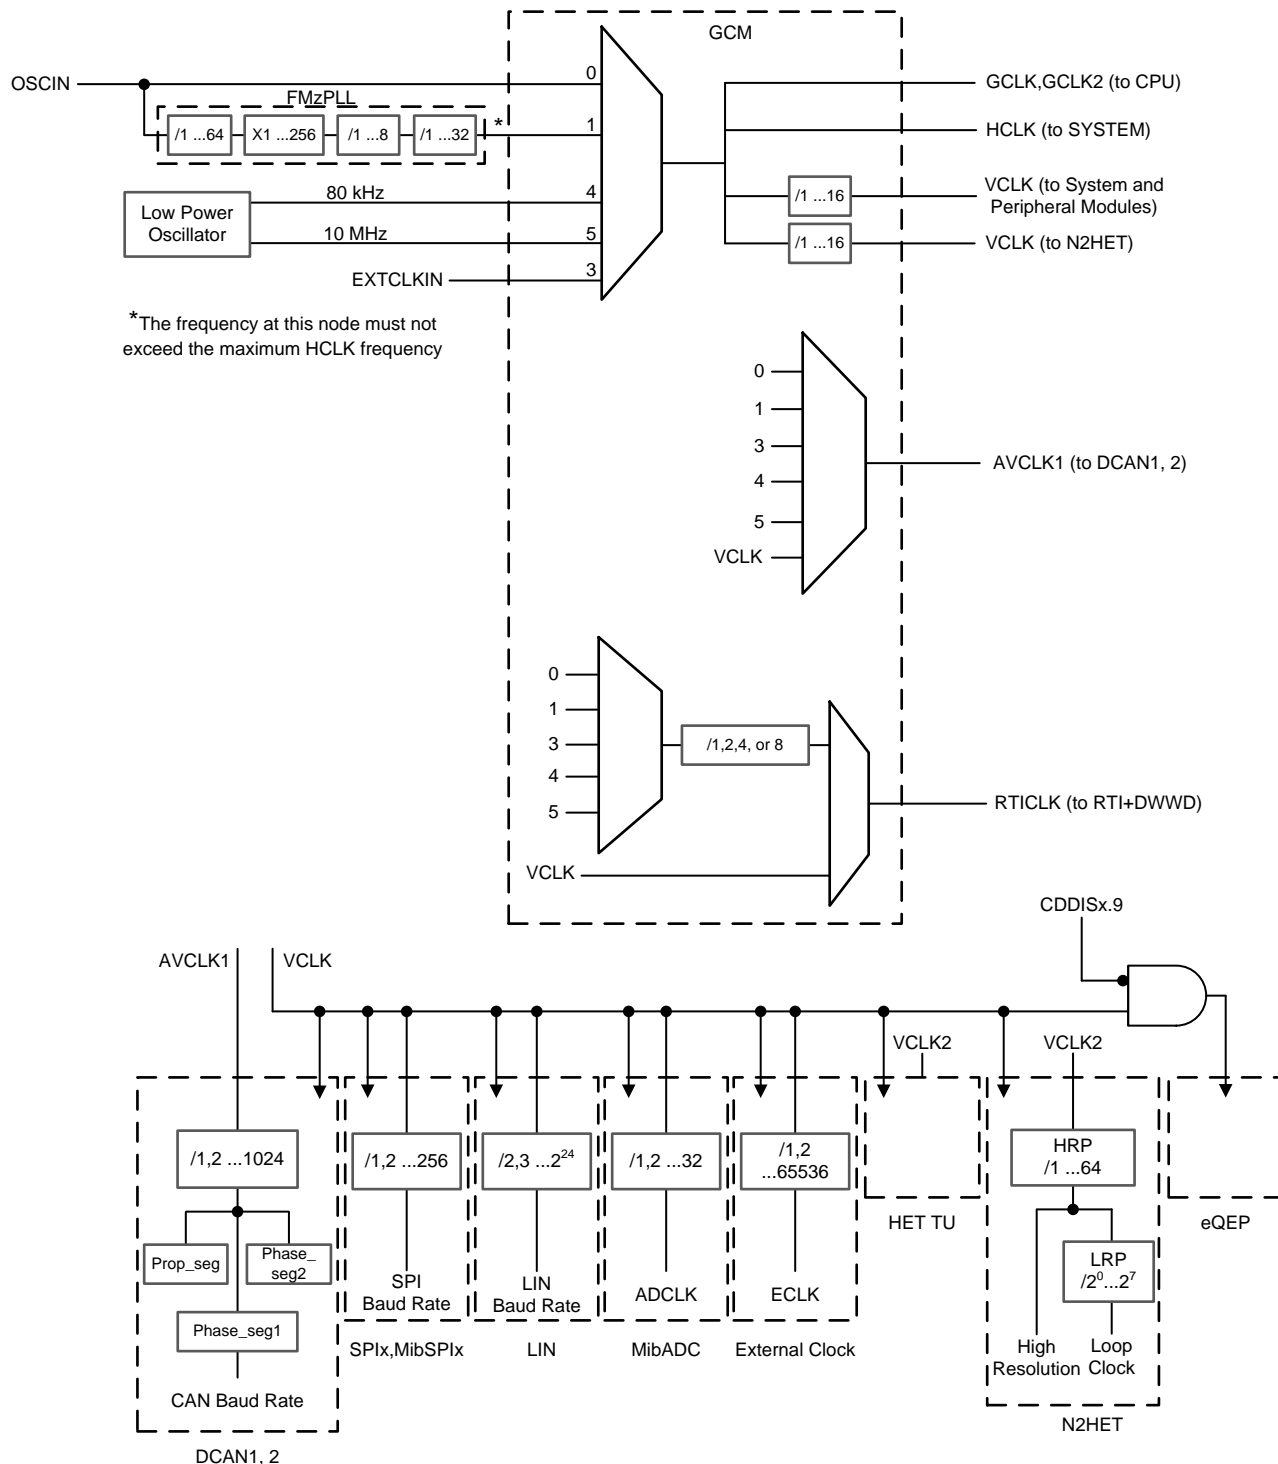 GCM
OSCIN
0
GCLK,GCLK2 (to CPU)
FMzPLL
/1 ...64
X1 ...256
/1 ...8
/1 ...32
*
1
HCLK (to SYSTEM)
Low Power
Oscillator
80 kHz
4
/1 ...16
VCLK (to System and
Peripheral Modules)
10 MHz
5
/1 ...16
VCLK (to N2HET)
EXTCLKIN
3
*The frequency at this node must not
exceed the maximum HCLK frequency
0
1
3
4
5
VCLK
AVCLK1 (to DCAN1, 2)
0
1
3
4
5
/1,2,4, or 8
VCLK
RTICLK (to RTI+DWWD)
CDDISx.9
AVCLK1
VCLK
VCLK2
VCLK2
/1,2 ...1024
/1,2 ...256
/2,3 ...2²⁴
/1,2 ...32
/1,2
...65536
HRP
/1 ...64
HET TU
eQEP
Prop_seg
Phase_
seg2
LRP
/2⁰...2⁷
Phase_seg1
SPI
Baud Rate
LIN
Baud Rate
ADCLK
ECLK
High
Resolution
Loop
Clock
SPIx,MibSPIx
LIN
MibADC
External Clock
CAN Baud Rate
N2HET
DCAN1, 2